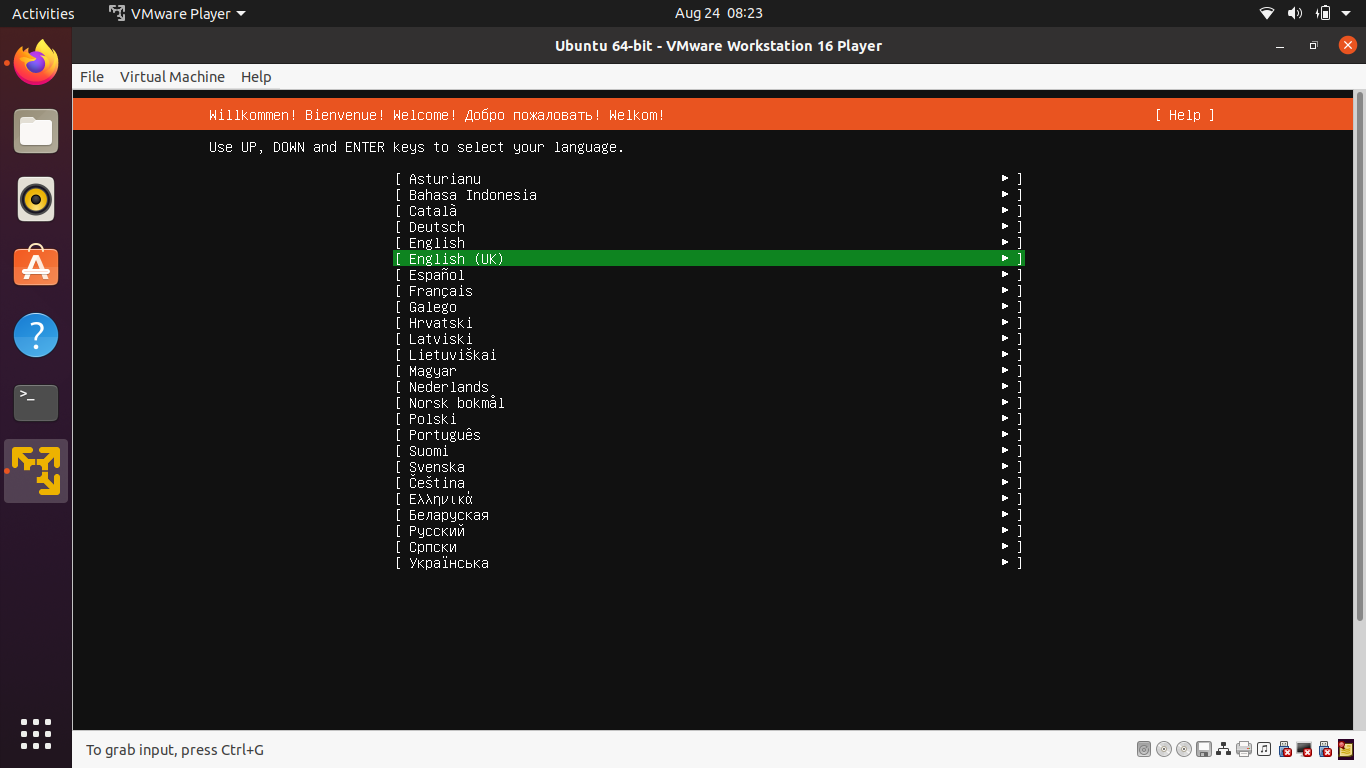 Activities VMware Player Aug 24 08:23
Ubuntu 64-bit - VMware Workstation 16 Player
File Virtual Machine Help
Willkommen! Bienvenue! Welcome! Добро пожаловать! Welkom! [ Help ]
Use UP, DOWN and ENTER keys to select your language.
[ Asturianu ► ]
[ Bahasa Indonesia ► ]
[ Català ► ]
[ Deutsch ► ]
[ English ► ]
[ English (UK) ► ]
[ Español ► ]
[ Français ► ]
[ Galego ► ]
[ Hrvatski ► ]
[ Latviski ► ]
[ Lietuviškai ► ]
[ Magyar ► ]
[ Nederlands ► ]
[ Norsk bokmål ► ]
[ Polski ► ]
[ Português ► ]
[ Suomi ► ]
[ Svenska ► ]
[ Čeština ► ]
[ Ελληνικά ► ]
[ Беларуская ► ]
[ Русский ► ]
[ Српски ► ]
[ Українська ► ]
To grab input, press Ctrl+G